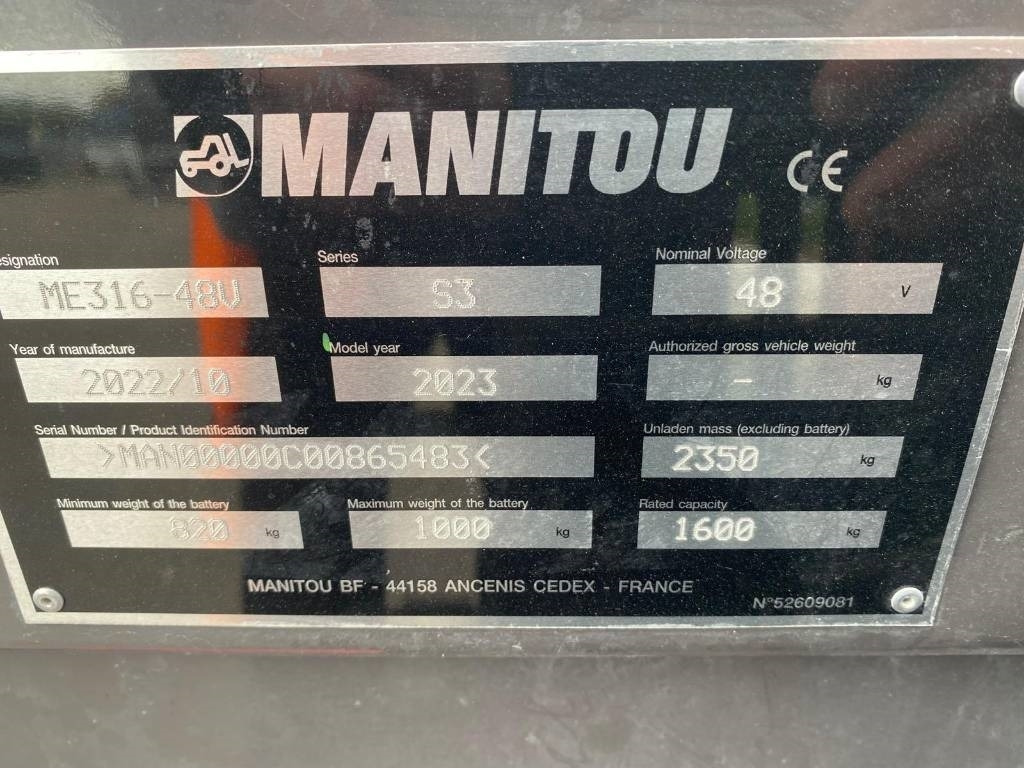 MANITOU CE
esignation Series Nominal Voltage
ME316-48V S3 48 V
Year of manufacture Model year Authorized gross vehicle weight
2022/10 2023 - kg
Serial Number / Product Identification Number Unladen mass (excluding battery)
>MAN00000C00865483< 2350 kg
Minimum weight of the battery Maximum weight of the battery Rated capacity
820 kg 1000 kg 1600 kg
MANITOU BF - 44158 ANCENIS CEDEX - FRANCE
N°52609081